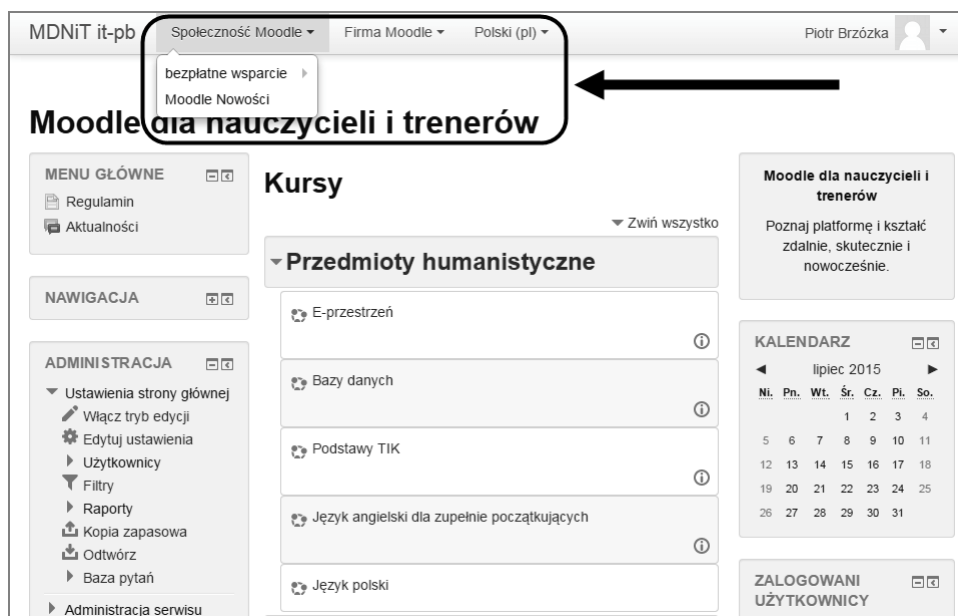 MDNiT it-pb
Społeczność Moodle
Firma Moodle
Polski (pl)
Piotr Brzózka
bezpłatne wsparcie
Moodle Nowości
Moodle dla nauczycieli i trenerów
MENU GŁÓWNE
Regulamin
Aktualności
NAWIGACJA
ADMINISTRACJA
Ustawienia strony głównej
Włącz tryb edycji
Edytuj ustawienia
Użytkownicy
Filtry
Raporty
Kopia zapasowa
Odtwórz
Baza pytań
Administracja serwisu
Kursy
Zwiń wszystko
Przedmioty humanistyczne
E-przestrzeń
Bazy danych
Podstawy TIK
Język angielski dla zupełnie początkujących
Język polski
Moodle dla nauczycieli i
trenerów
Poznaj platformę i kształć
zdalnie, skutecznie i
nowocześnie.
KALENDARZ
lipiec 2015
Ni. Pn. Wt. Śr. Cz. Pi. So.
1 2 3 4
5 6 7 8 9 10 11
12 13 14 15 16 17 18
19 20 21 22 23 24 25
26 27 28 29 30 31
ZALOGOWANI
UŻYTKOWNICY